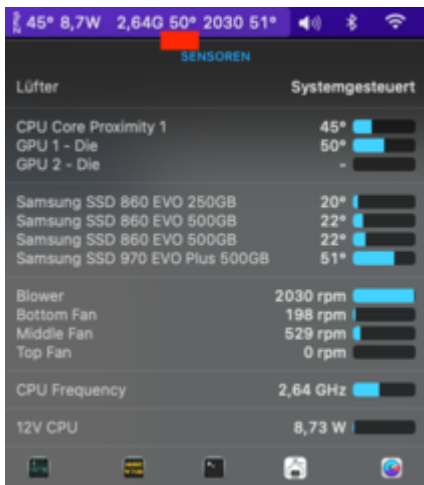 45° 8,7W 2,64G 50° 2030 51°
SENSOREN
Lüfter Systemgesteuert
CPU Core Proximity 1 45°
GPU 1 - Die 50°
GPU 2 - Die -
Samsung SSD 860 EVO 250GB 20°
Samsung SSD 860 EVO 500GB 22°
Samsung SSD 860 EVO 500GB 22°
Samsung SSD 970 EVO Plus 500GB 51°
Blower 2030 rpm
Bottom Fan 198 rpm
Middle Fan 529 rpm
Top Fan 0 rpm
CPU Frequency 2,64 GHz
12V CPU 8,73 W